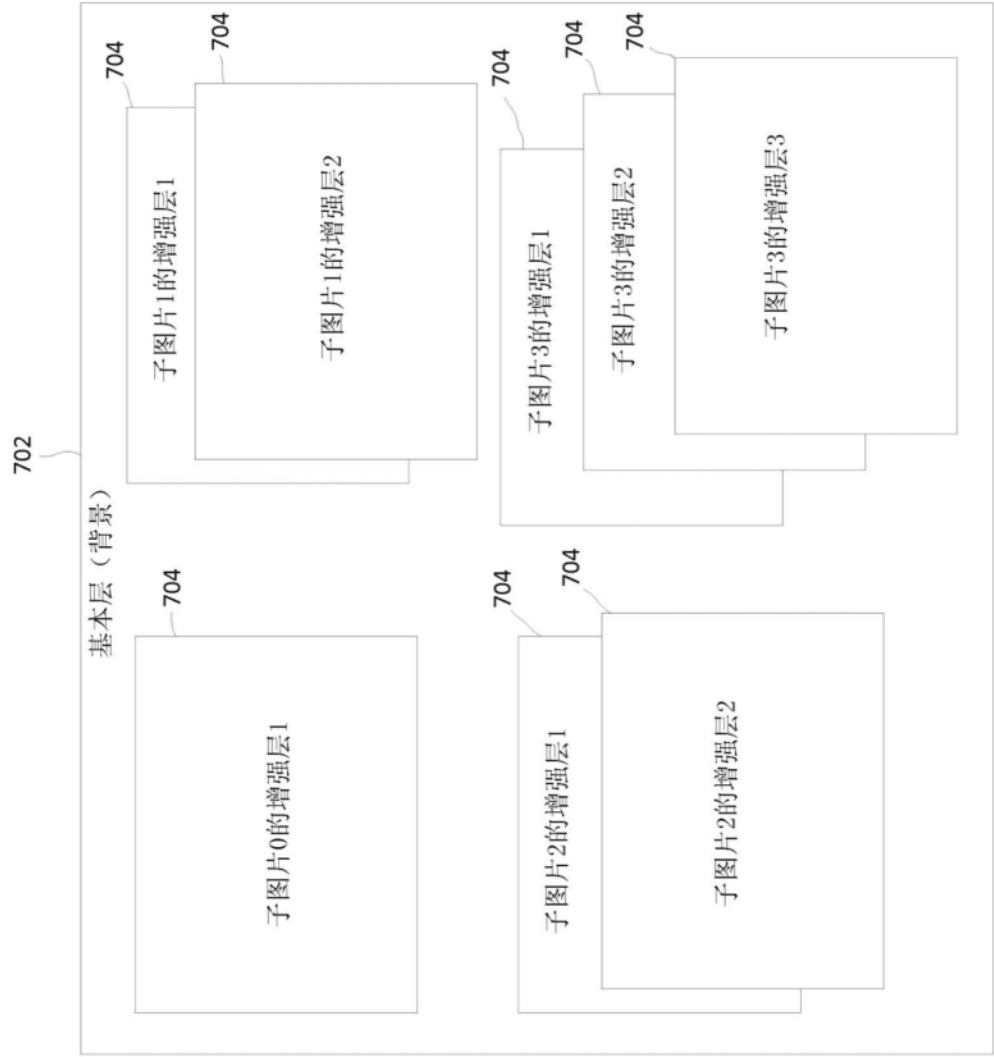 702
基本层（背景）
704
子图片0的增强层1
704
子图片1的增强层1
704
子图片1的增强层2
704
子图片2的增强层1
704
子图片2的增强层2
704
子图片3的增强层1
704
子图片3的增强层2
704
子图片3的增强层3